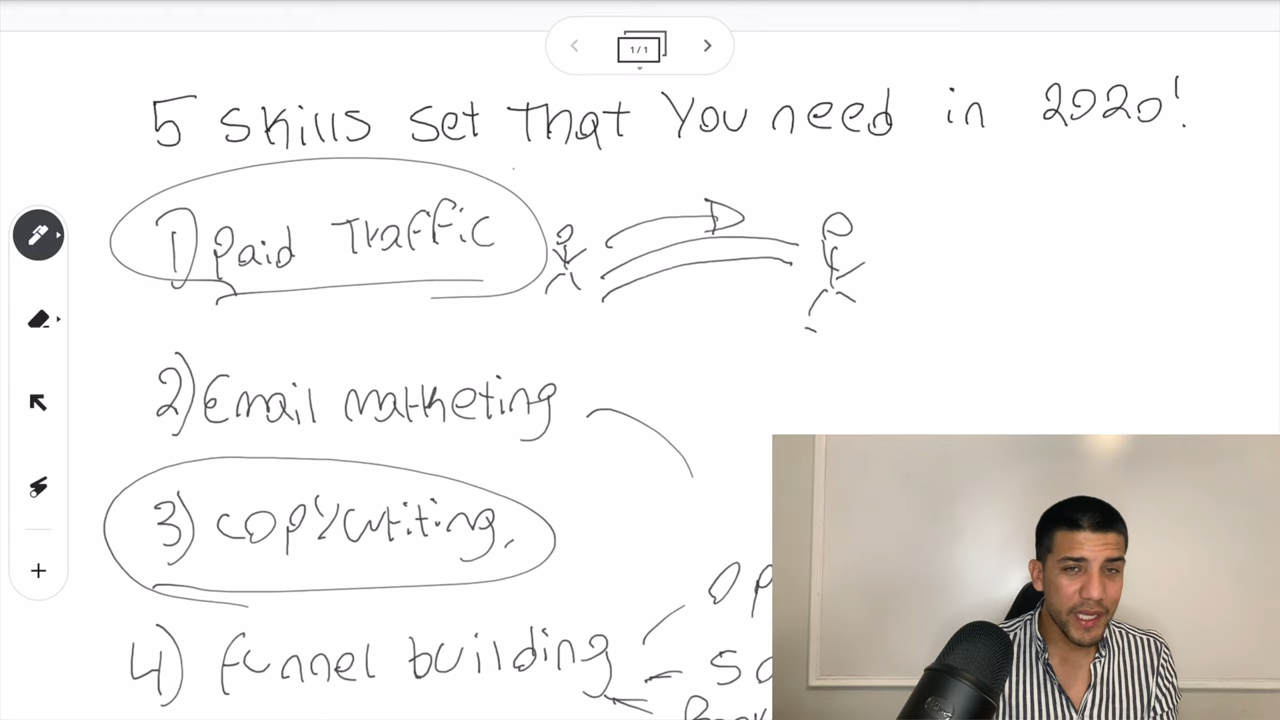 1/1
5 skills set That You need in 2020!
1) Paid Traffic
2) Email marketing
3) copywriting,
4) funnel building